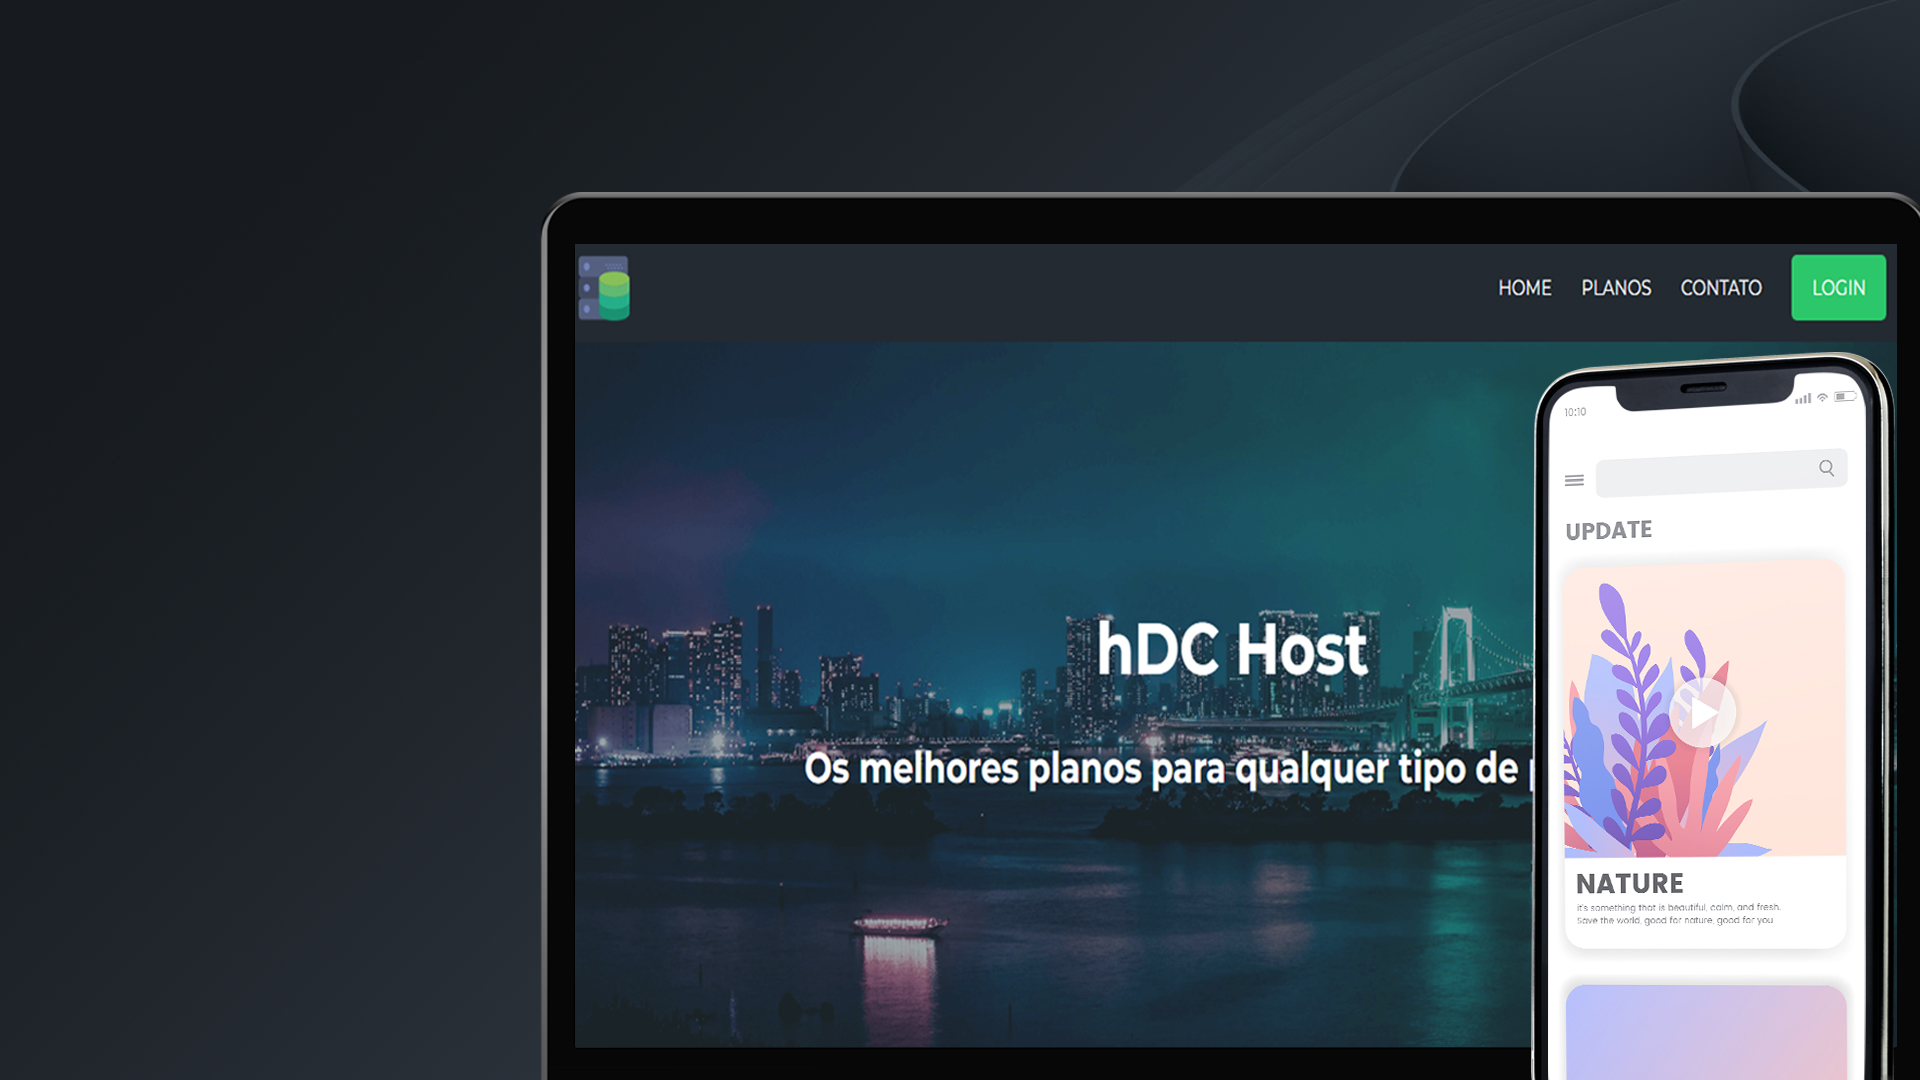 HOME PLANOS CONTATO LOGIN
hDC Host
Os melhores planos para qualquer tipo de
10:10
UPDATE
NATURE
it's something that is beautiful, calm, and fresh.
Save the world, good for nature, good for you